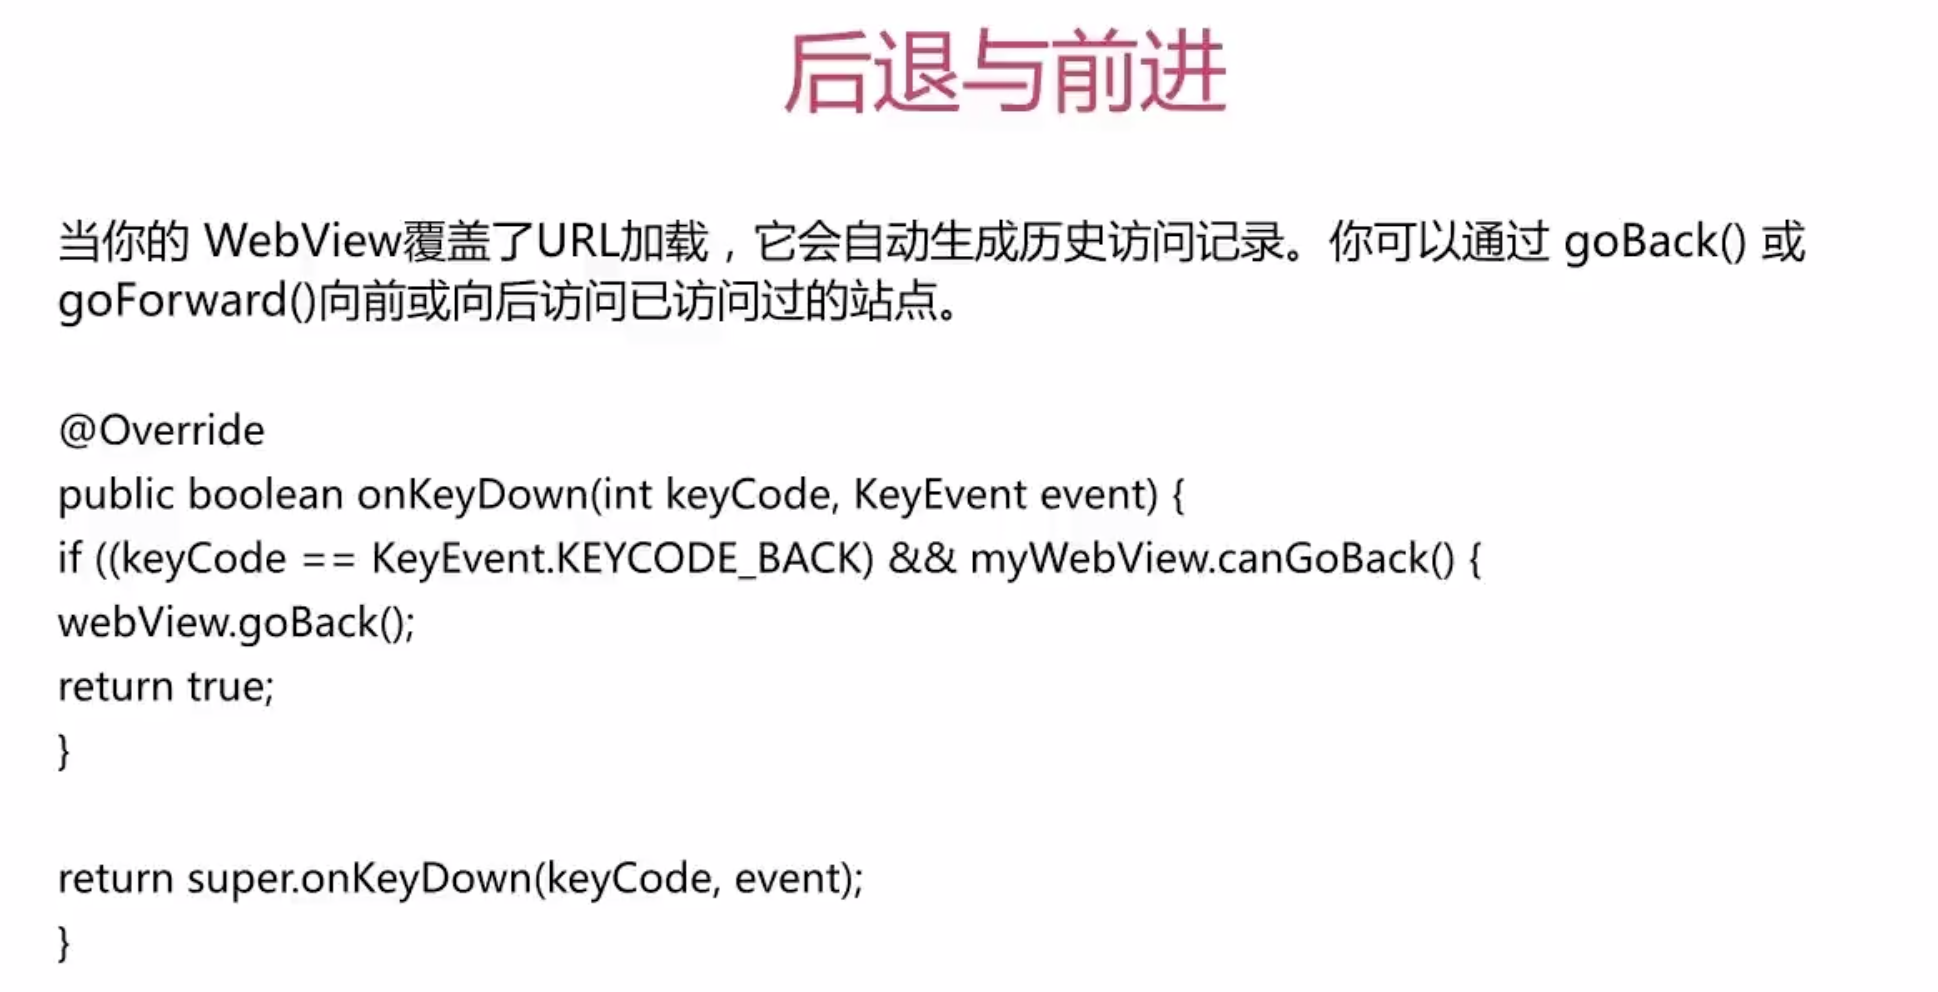 后退与前进
当你的 WebView覆盖了URL加载，它会自动生成历史访问记录。你可以通过 goBack() 或
goForward()向前或向后访问已访问过的站点。
@Override
public boolean onKeyDown(int keyCode, KeyEvent event) {
if ((keyCode == KeyEvent.KEYCODE_BACK) && myWebView.canGoBack() {
webView.goBack();
return true;
}
return super.onKeyDown(keyCode, event);
}